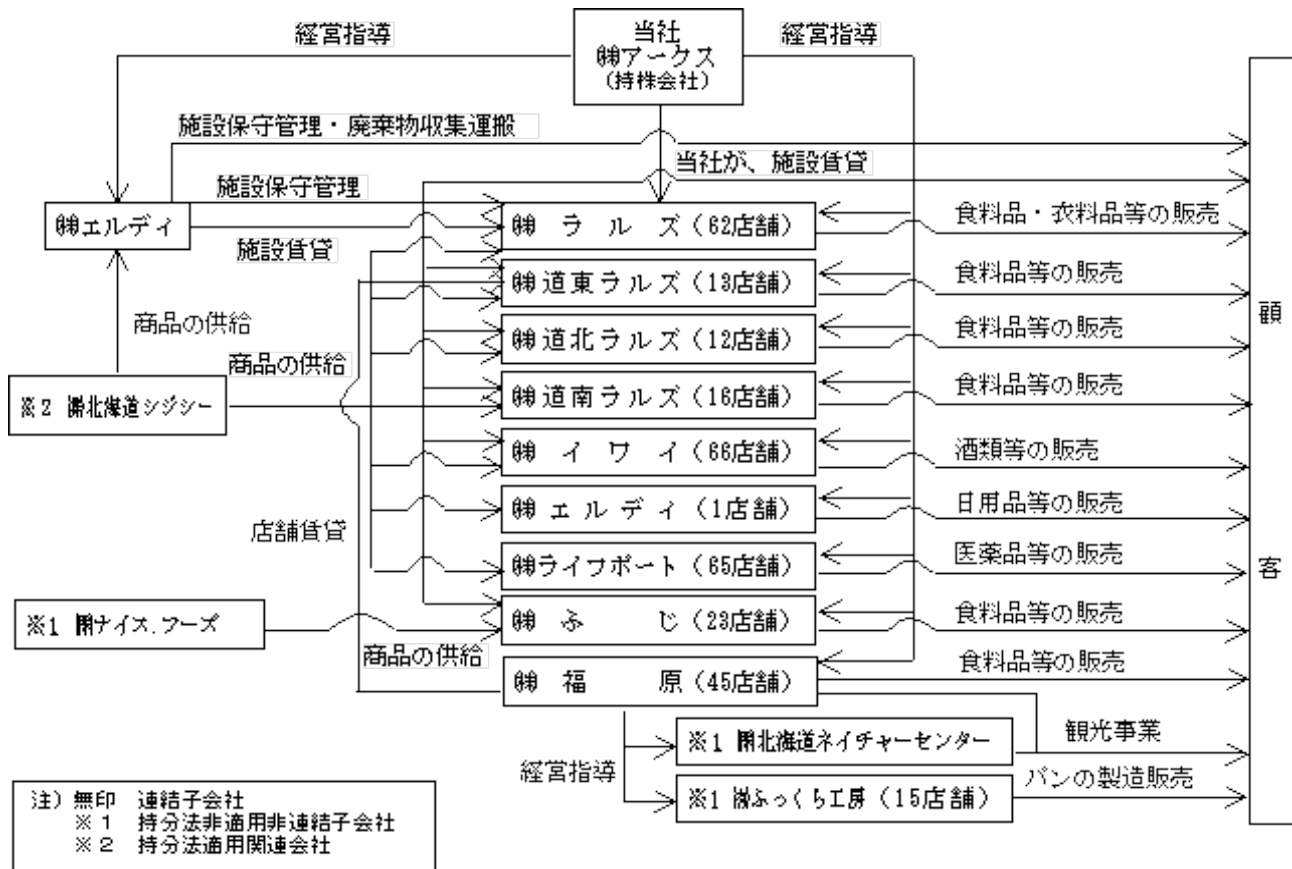 当社
㈱アークス
(持株会社)
経営指導
経営指導
施設保守管理・廃棄物収集運搬
当社が、施設賃貸
施設保守管理
㈱エルディ
施設賃貸
㈱ ラ ル ズ (62店舗)
食料品・衣料品等の販売
㈱道東ラルズ (13店舗)
食料品等の販売
商品の供給
㈱道北ラルズ (12店舗)
食料品等の販売
商品の供給
※2 ㈱北海道シジシー
㈱道南ラルズ (16店舗)
食料品等の販売
㈱ イ ワ イ (66店舗)
酒類等の販売
㈱ エ ル ディ (1店舗)
日用品等の販売
店舗賃貸
㈱ライフポート (65店舗)
医薬品等の販売
※1 ㈲ナイス.フーズ
㈱ ふ じ (23店舗)
食料品等の販売
商品の供給
㈱ 福 原 (45店舗)
食料品等の販売
※1 ㈲北海道ネイチャーセンター
観光事業
経営指導
※1 ㈱ふっくら工房 (15店舗)
パンの製造販売
顧
客
注) 無印 連結子会社
※1 持分法非適用非連結子会社
※2 持分法適用関連会社